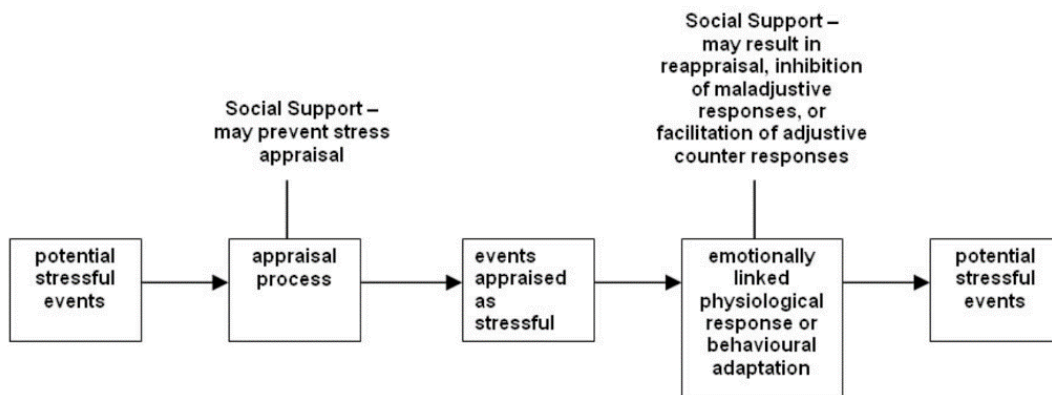 Social Support –
may prevent stress
appraisal
Social Support –
may result in
reappraisal, inhibition
of maladjustive
responses, or
facilitation of adjustive
counter responses
potential
stressful
events
appraisal
process
events
appraised
as
stressful
emotionally
linked
physiological
response or
behavioural
adaptation
potential
stressful
events